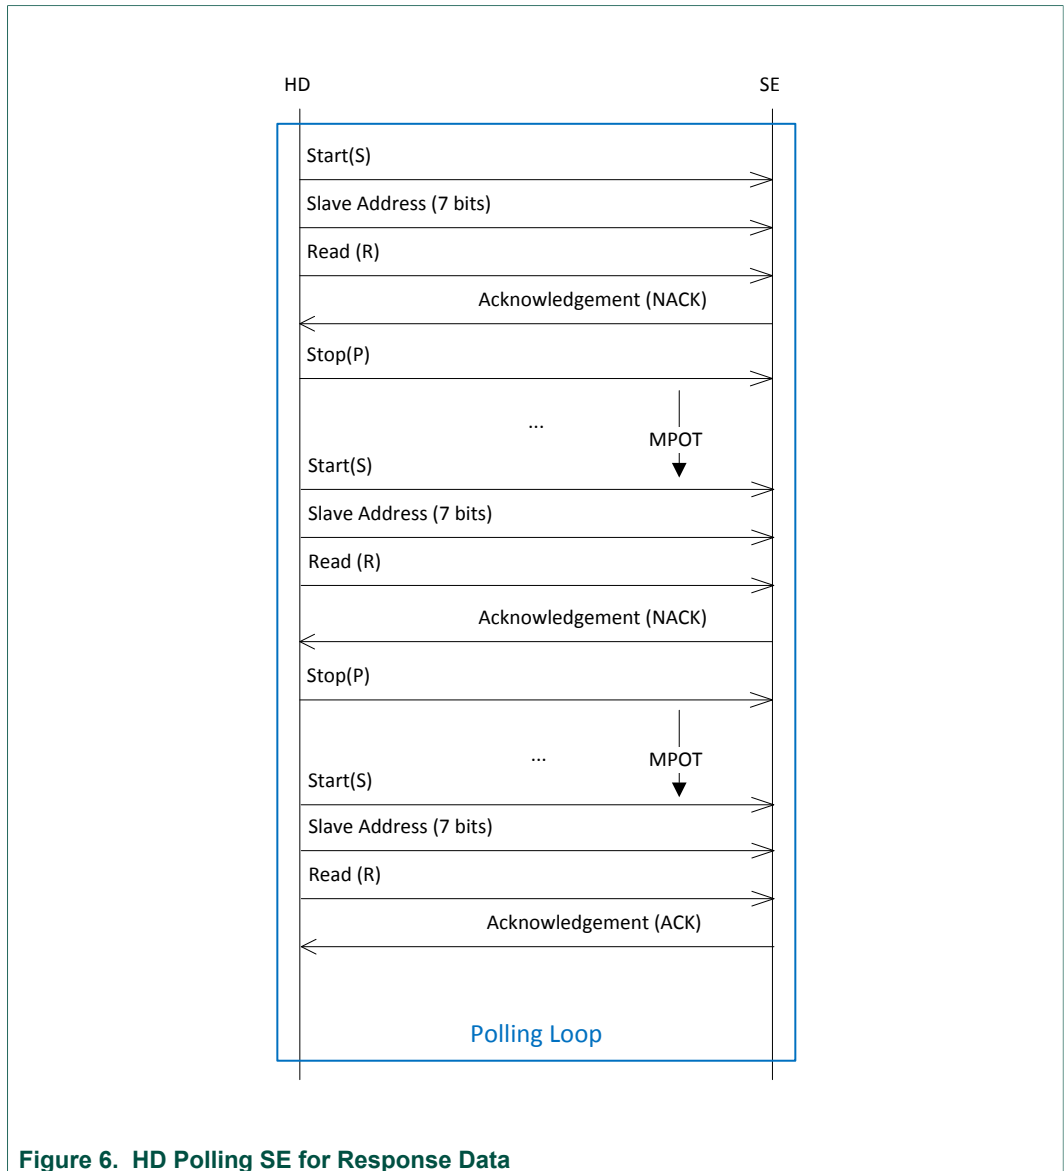 HD SE
Start(S)
Slave Address (7 bits)
Read (R)
Acknowledgement (NACK)
Stop(P)
...
MPOT
Start(S)
Slave Address (7 bits)
Read (R)
Acknowledgement (NACK)
Stop(P)
...
MPOT
Start(S)
Slave Address (7 bits)
Read (R)
Acknowledgement (ACK)
Polling Loop
Figure 6. HD Polling SE for Response Data